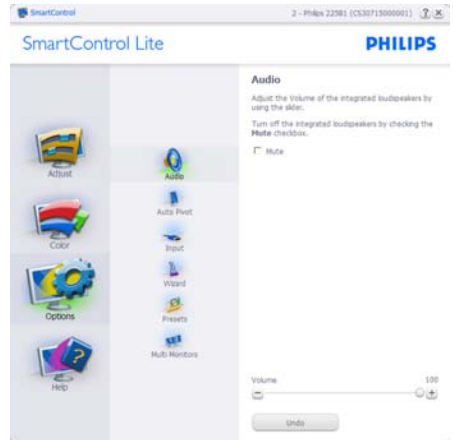 SmartControl
2 - Philips 225B1 (CS30715000001)
SmartControl Lite
PHILIPS
Adjust
Color
Options
Help
Audio
Auto Pivot
Input
Wizard
Presets
Multi Monitors
Audio
Adjust the Volume of the integrated loudspeakers by
using the slider.
Turn off the integrated loudspeakers by checking the
Mute checkbox.
Mute
Volume
100
Undo